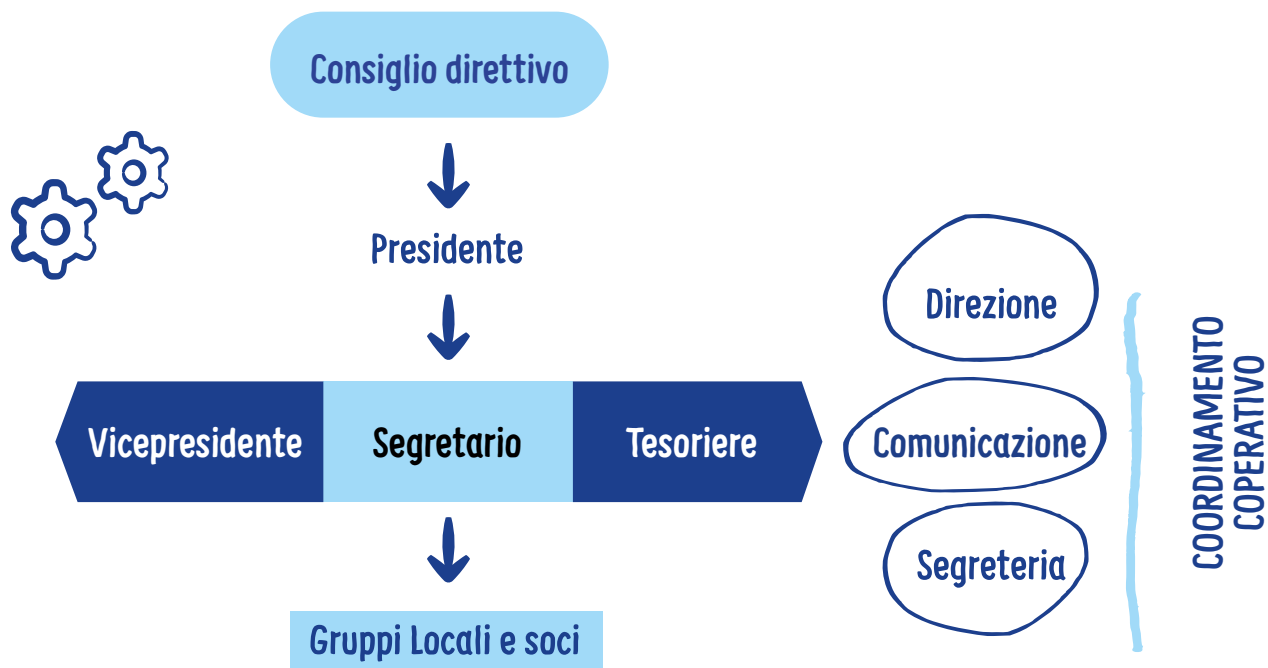 Consiglio direttivo
Presidente
Vicepresidente
Segretario
Tesoriere
Gruppi Locali e soci
Direzione
Comunicazione
Segreteria
COORDINAMENTO
COPERATIVO